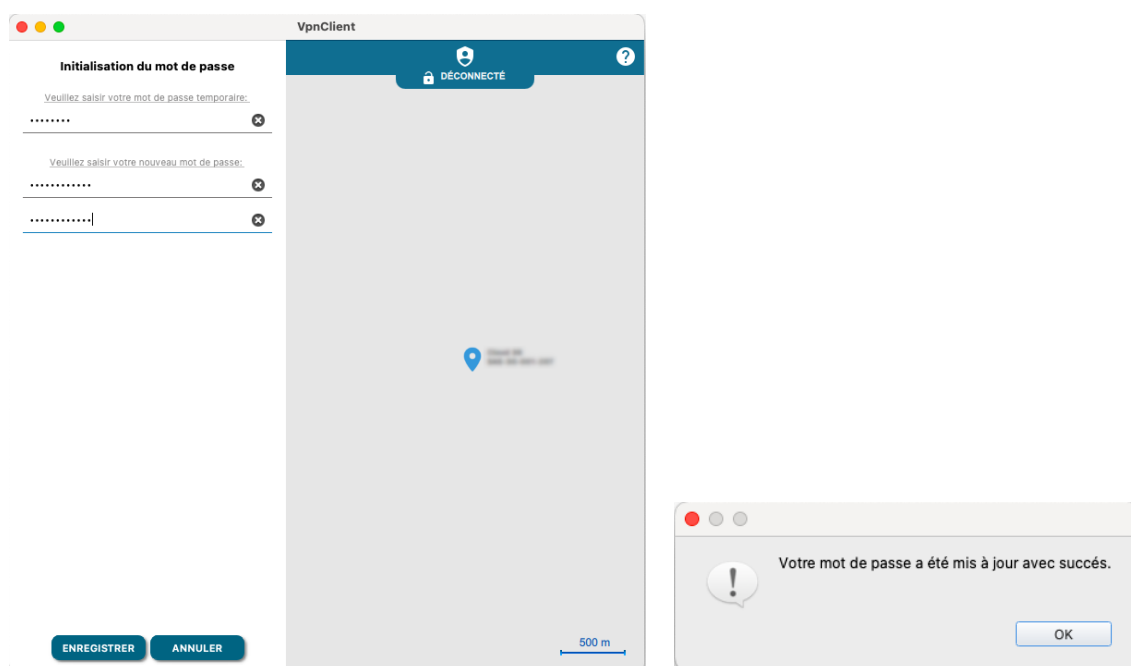 VpnClient
Initialisation du mot de passe
Veuillez saisir votre mot de passe temporaire:
••••••••
Veuillez saisir votre nouveau mot de passe:
••••••••••••
••••••••••••
ENREGISTRER
ANNULER
?
DÉCONNECTÉ
500 m
Votre mot de passe a été mis à jour avec succés.
OK